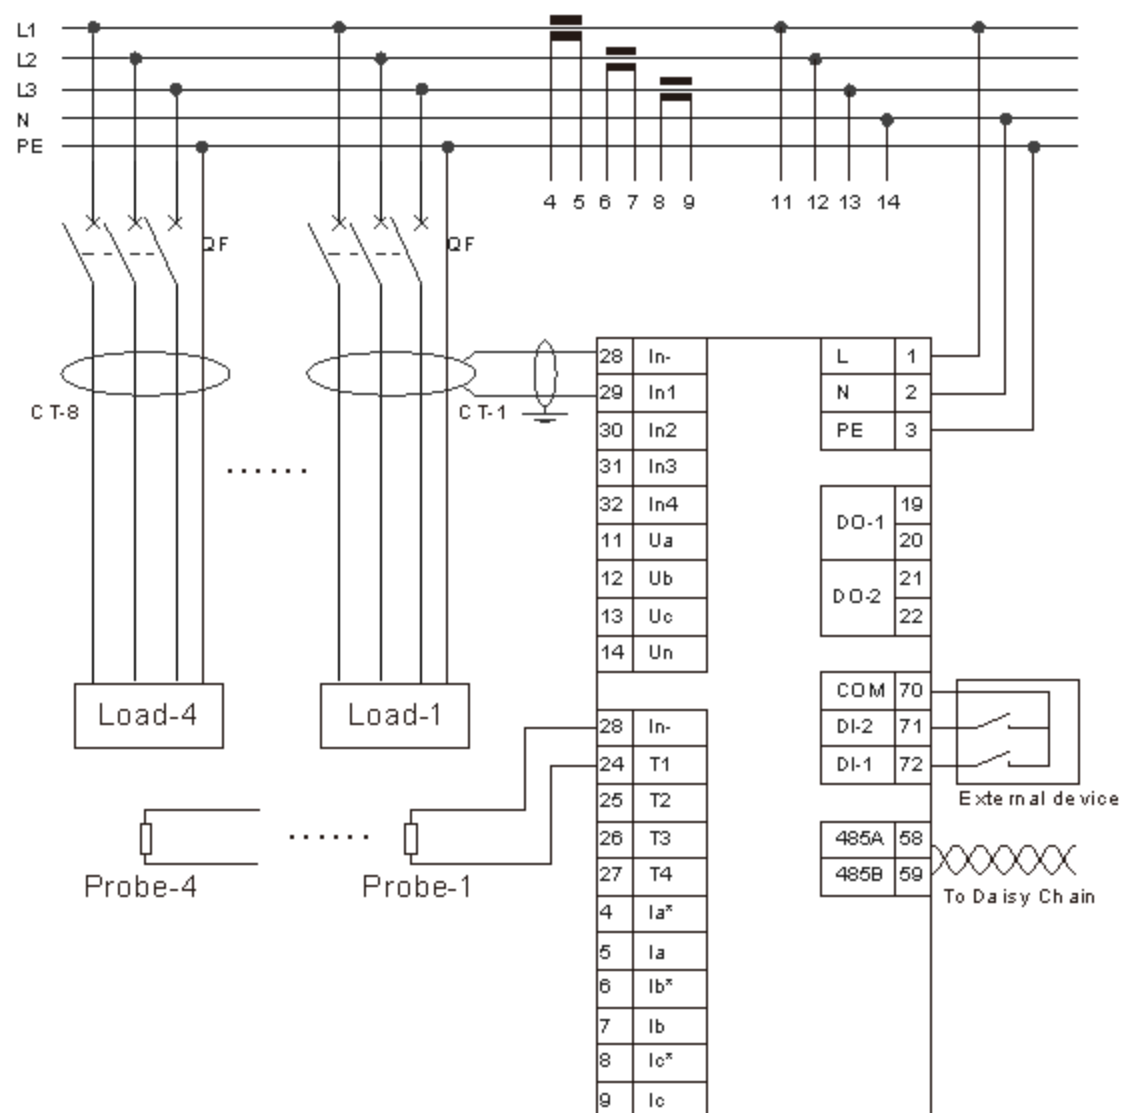 L1
L2
L3
N
PE
4 5 6 7 8 9 11 12 13 14
QF QF
CT-8 CT-1
28 In-
29 In1
30 In2
31 In3
32 In4
11 Ua
12 Ub
13 Uc
14 Un
L 1
N 2
PE 3
DO-1 19
20
DO-2 21
22
COM 70
DI-2 71
DI-1 72
External device
485A 58
485B 59
To Daisy Chain
Load-4 Load-1
28 In-
24 T1
25 T2
26 T3
27 T4
4 Ia*
5 Ia
6 Ib*
7 Ib
8 Ic*
9 Ic
Probe-4 Probe-1